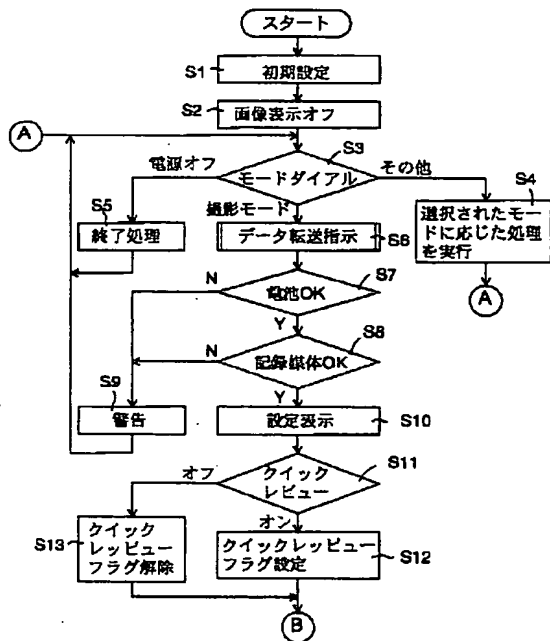 スタート
S1
初期設定
S2
画像表示オフ
A
S3
電源オフ
モードダイアル
その他
S4
選択されたモー
ドに応じた処理
を実行
A
S5
終了処理
撮影モード
データ転送指示
S6
S7
N
電池OK
Y
S8
N
記録媒体OK
Y
S9
警告
設定表示
S10
S11
オフ
クイック
レビュー
オン
S13
クイック
レッビュー
フラグ解除
クイックレッビュー
フラグ設定
S12
B